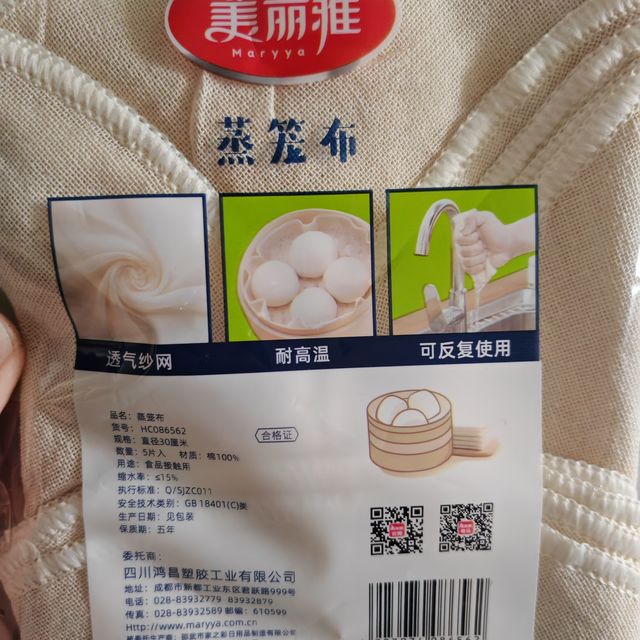 美丽雅
Maryya
蒸笼布
透气纱网
耐高温
可反复使用
品名：蒸笼布
货号：HC086562
规格：直径30厘米
数量：5片入 材质：棉100%
用途：食品接触用
缩水率：≤15%
执行标准：Q/SJZC011
安全技术类别：GB 18401(C)类
生产日期：见包装
保质期：五年
合格证
委托商：
四川鸿昌塑胶工业有限公司
地址：成都市新都工业东区君跃路999号
电话：028-83932779 83932879
传真：028-83932589 邮编：610599
Http://www.maryya.com.cn